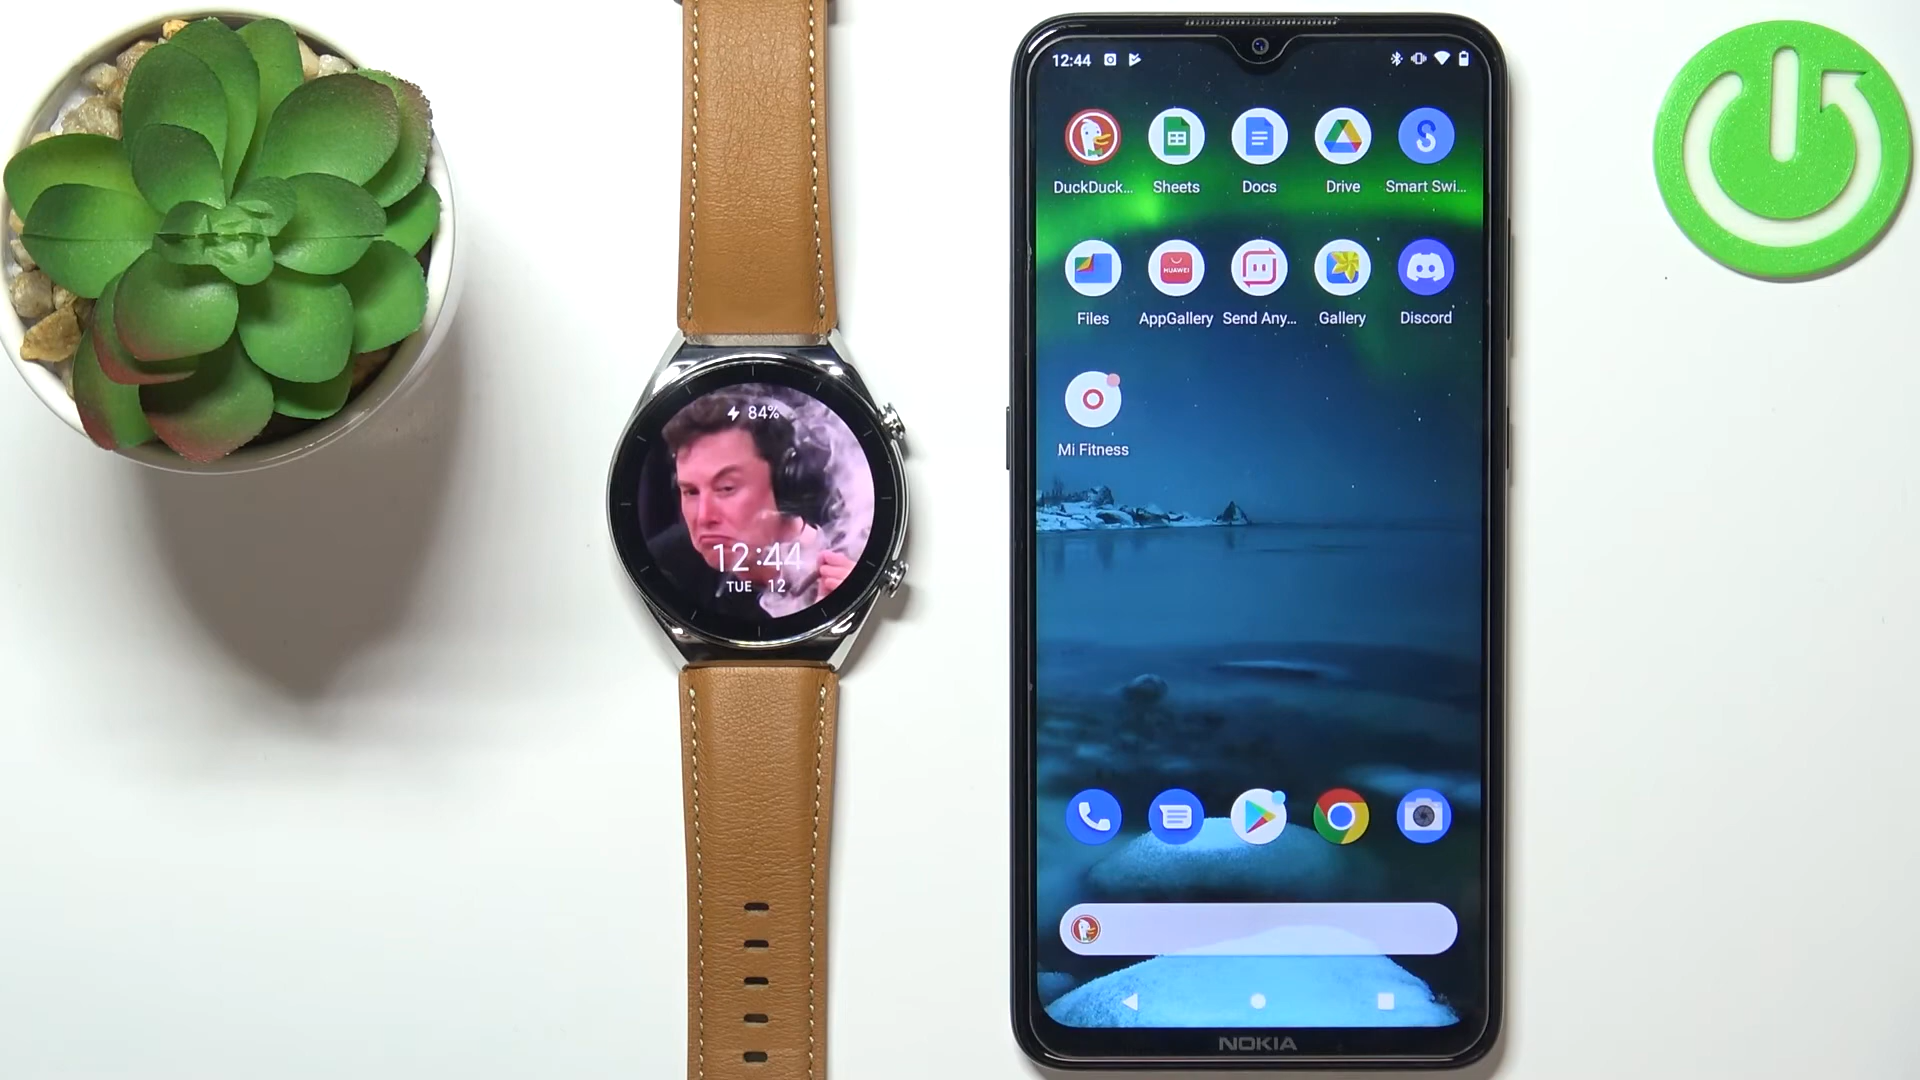 84%
12:44
TUE 12
12:44
DuckDuck...
Sheets
Docs
Drive
Smart Swi...
HUAWEI
Files
AppGallery
Send Any...
Gallery
Discord
Mi Fitness
NOKIA